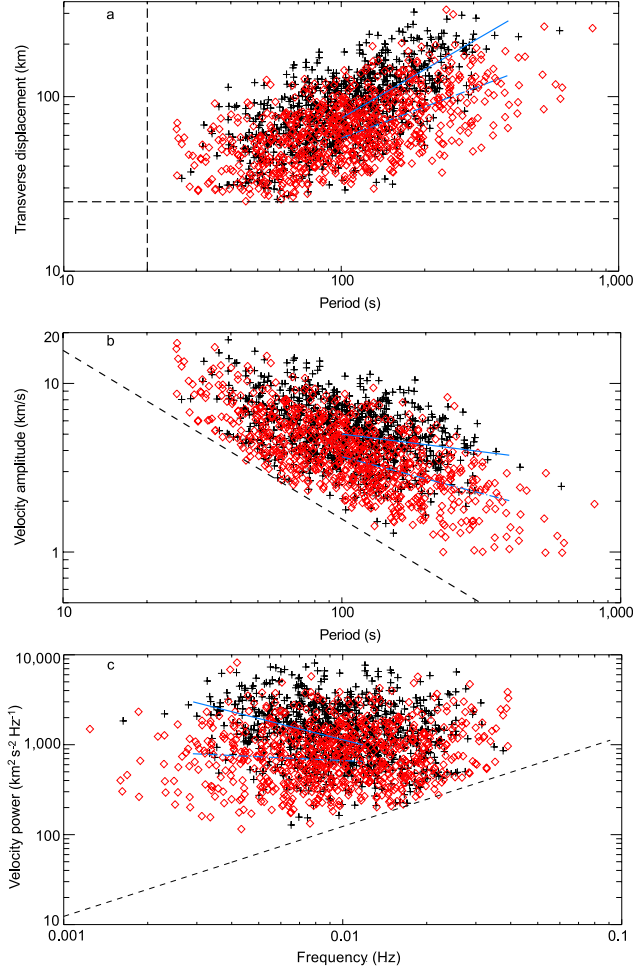 a
100
10
Transverse displacement (km)
10
100
1,000
Period (s)
b
20
10
1
Velocity amplitude (km/s)
10
100
1,000
Period (s)
c
10,000
1,000
100
10
Velocity power (km² s⁻² Hz⁻¹)
0.001
0.01
0.1
Frequency (Hz)